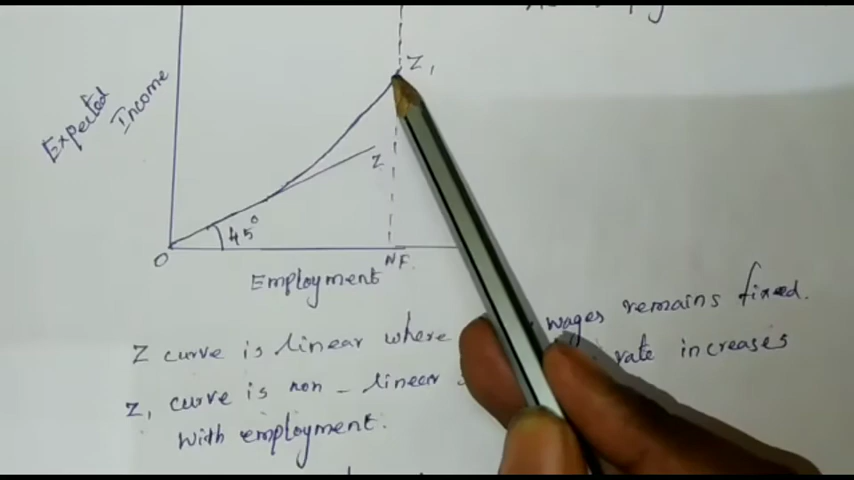 Z1
Expected
Income
Z
45°
O
NF
Employment
Z curve is linear where wages remains fixed.
Z1 curve is non-linear rate increases
with employment.